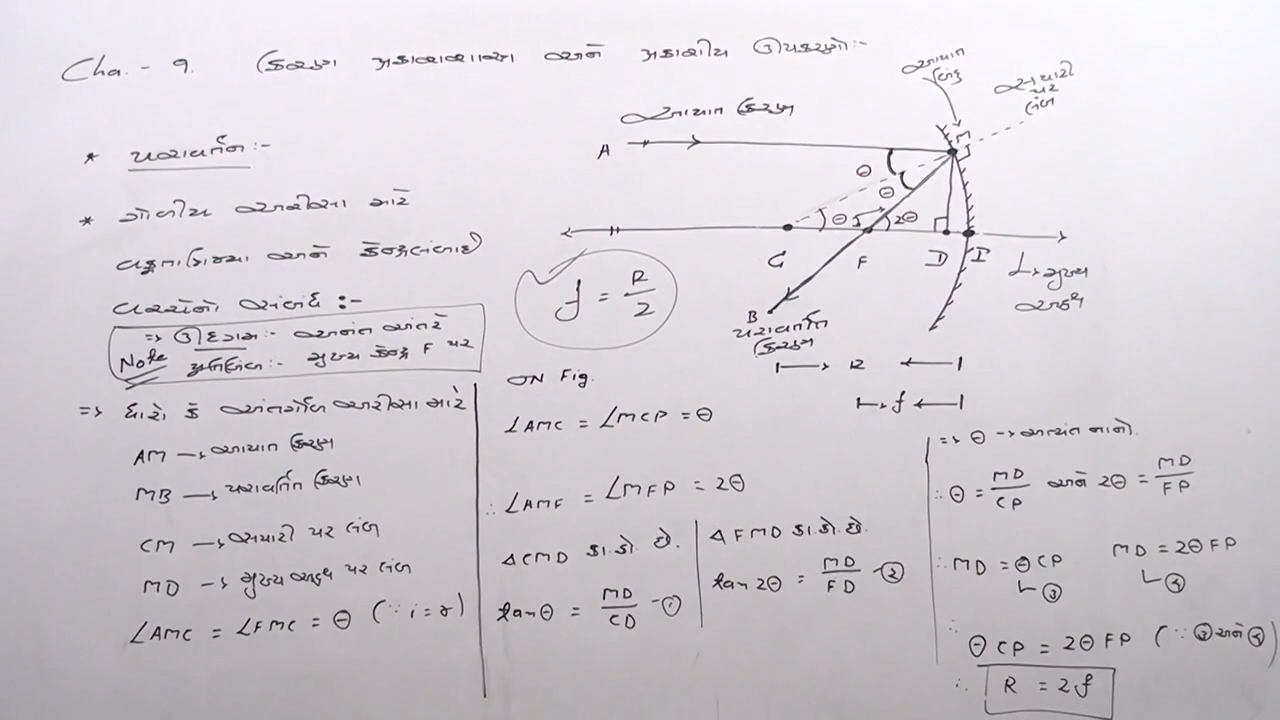 Cha. - 9. કિરણ પ્રકાશશાસ્ત્ર અને પ્રકાશીય ઉપકરણો:-
* પરાવર્તન :-
* ગોળીય અરીસા માટે
વક્રતાત્રિજ્યા અને કેન્દ્રલંબાઈ
વચ્ચેનો સંબંધ :-
=> ઉદ્દગમ :- અનંત અંતરે
Note પ્રતિબિંબ :- મુખ્ય કેન્દ્ર F પર
=> ધારો કે અંતર્ગોળ અરીસા માટે
AM → આપાત કિરણ
MB → પરાવર્તિત કિરણ
CM → સપાટી પર લંબ
MD → મુખ્ય અક્ષ પર લંબ
∠AMC = ∠FMC = θ (∵ i = r)
આપાત કિરણ
આપાત બિંદુ
સપાટી પર લંબ
A
M
θ
θ
θ
2θ
C F D P
→ મુખ્ય અક્ષ
B
પરાવર્તિત કિરણ
R
f
f = R/2
ON Fig.
∠AMC = ∠MCP = θ
∴ ∠AMF = ∠MFP = 2θ
Δ CMD કા.કો. છે.
tan θ = MD/CD -①
Δ FMD કા.કો. છે.
tan 2θ = MD/FD -②
=> θ → અત્યંત નાનો.
∴ θ = MD/CP અને 2θ = MD/FP
∴ MD = θ CP MD = 2θ FP
↳ ③ ↳ ④
∴ θ CP = 2θ FP (∵ ③ અને ④)
∴ R = 2f